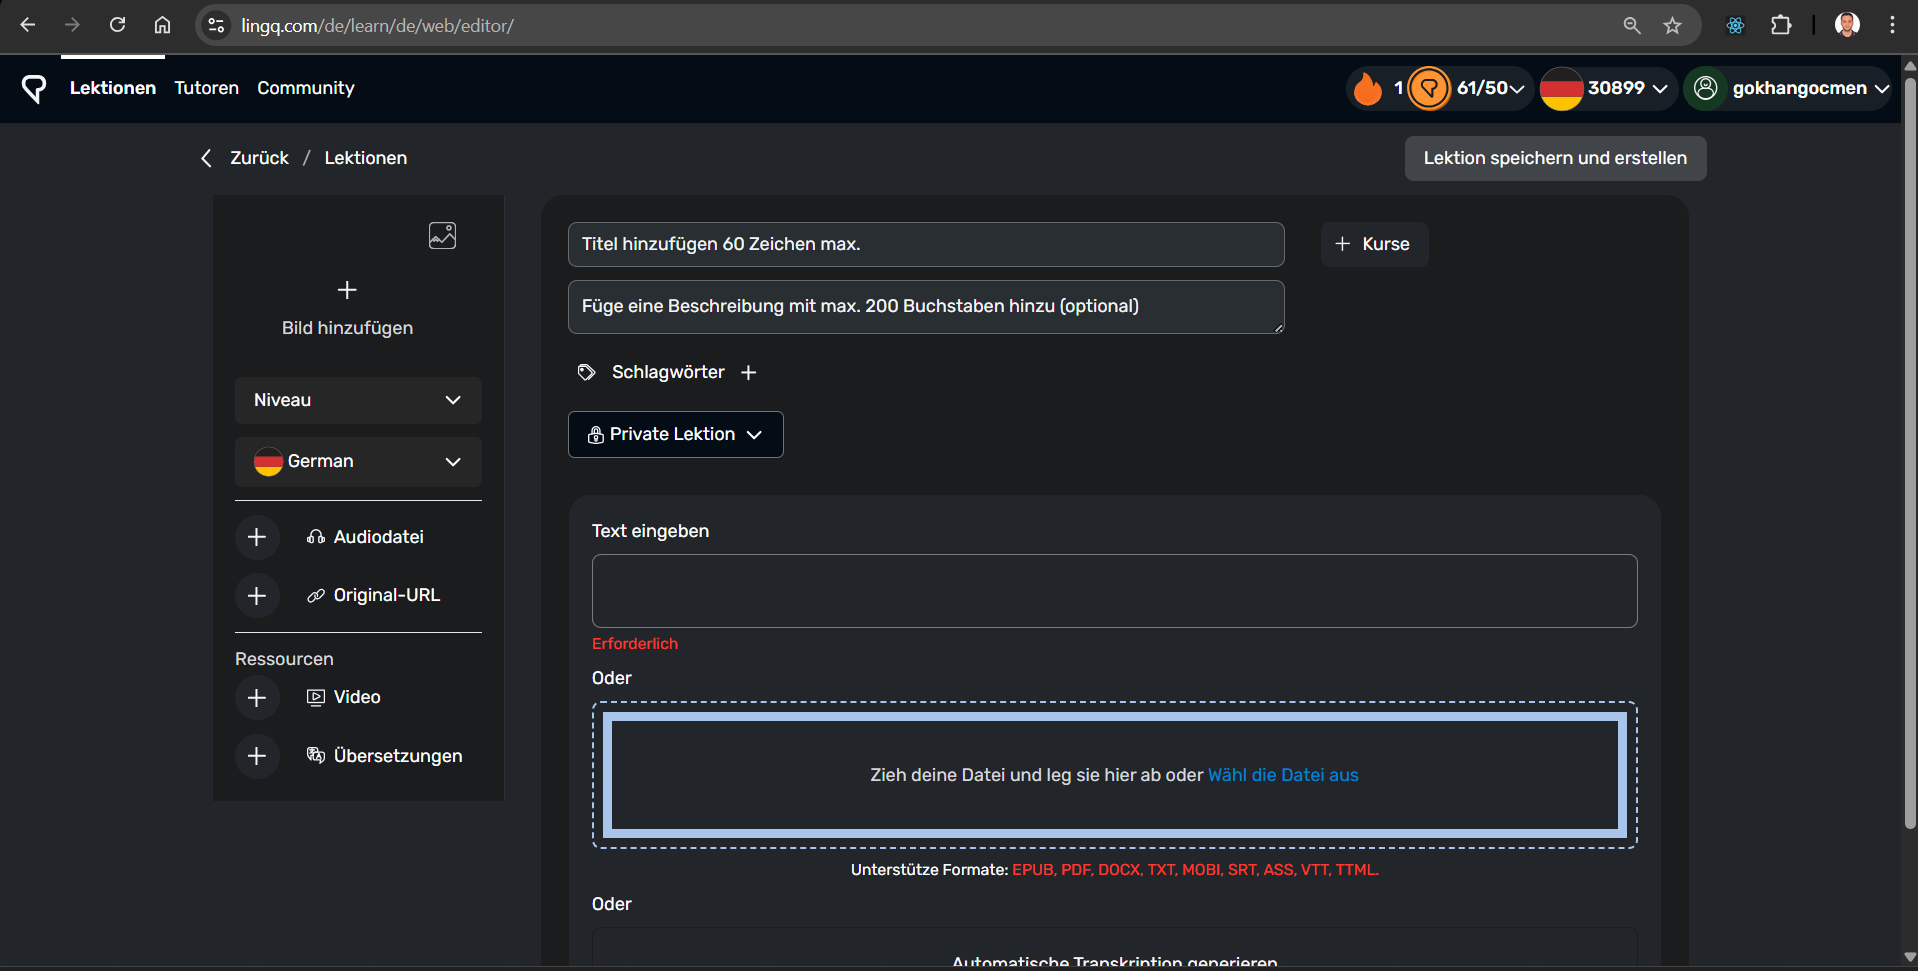 lingq.com/de/learn/de/web/editor/
Lektionen Tutoren Community
1 61/50 30899 gokhangocmen
Zurück / Lektionen
Lektion speichern und erstellen
Bild hinzufügen
Niveau
German
Audiodatei
Original-URL
Ressourcen
Video
Übersetzungen
Titel hinzufügen 60 Zeichen max.
Kurse
Füge eine Beschreibung mit max. 200 Buchstaben hinzu (optional)
Schlagwörter
Private Lektion
Text eingeben
Erforderlich
Oder
Zieh deine Datei und leg sie hier ab oder Wähl die Datei aus
Unterstütze Formate: EPUB, PDF, DOCX, TXT, MOBI, SRT, ASS, VTT, TTML.
Oder
Automatische Transkription generieren